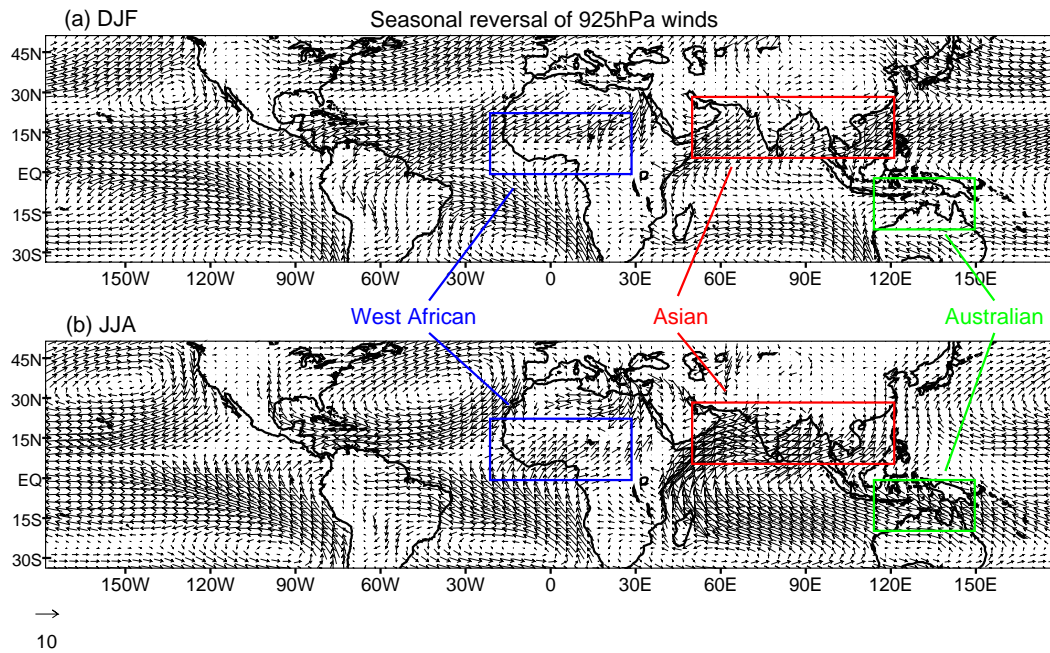 (a) DJF Seasonal reversal of 925hPa winds
45N
30N
15N
EQ
15S
30S
150W 120W 90W 60W 30W 0 30E 60E 90E 120E 150E
West African Asian Australian
(b) JJA
45N
30N
15N
EQ
15S
30S
150W 120W 90W 60W 30W 0 30E 60E 90E 120E 150E
10